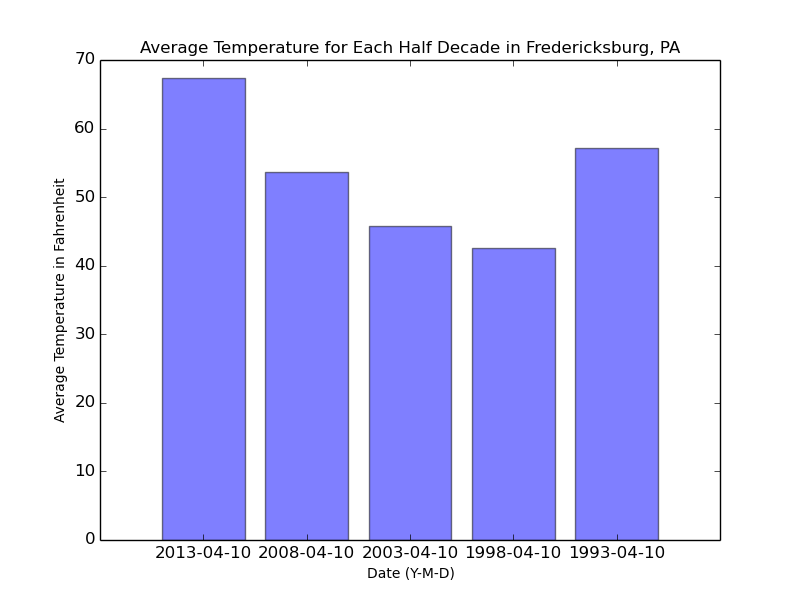 Average Temperature for Each Half Decade in Fredericksburg, PA
70
60
50
40
30
20
10
0
Average Temperature in Fahrenheit
2013-04-10 2008-04-10 2003-04-10 1998-04-10 1993-04-10
Date (Y-M-D)